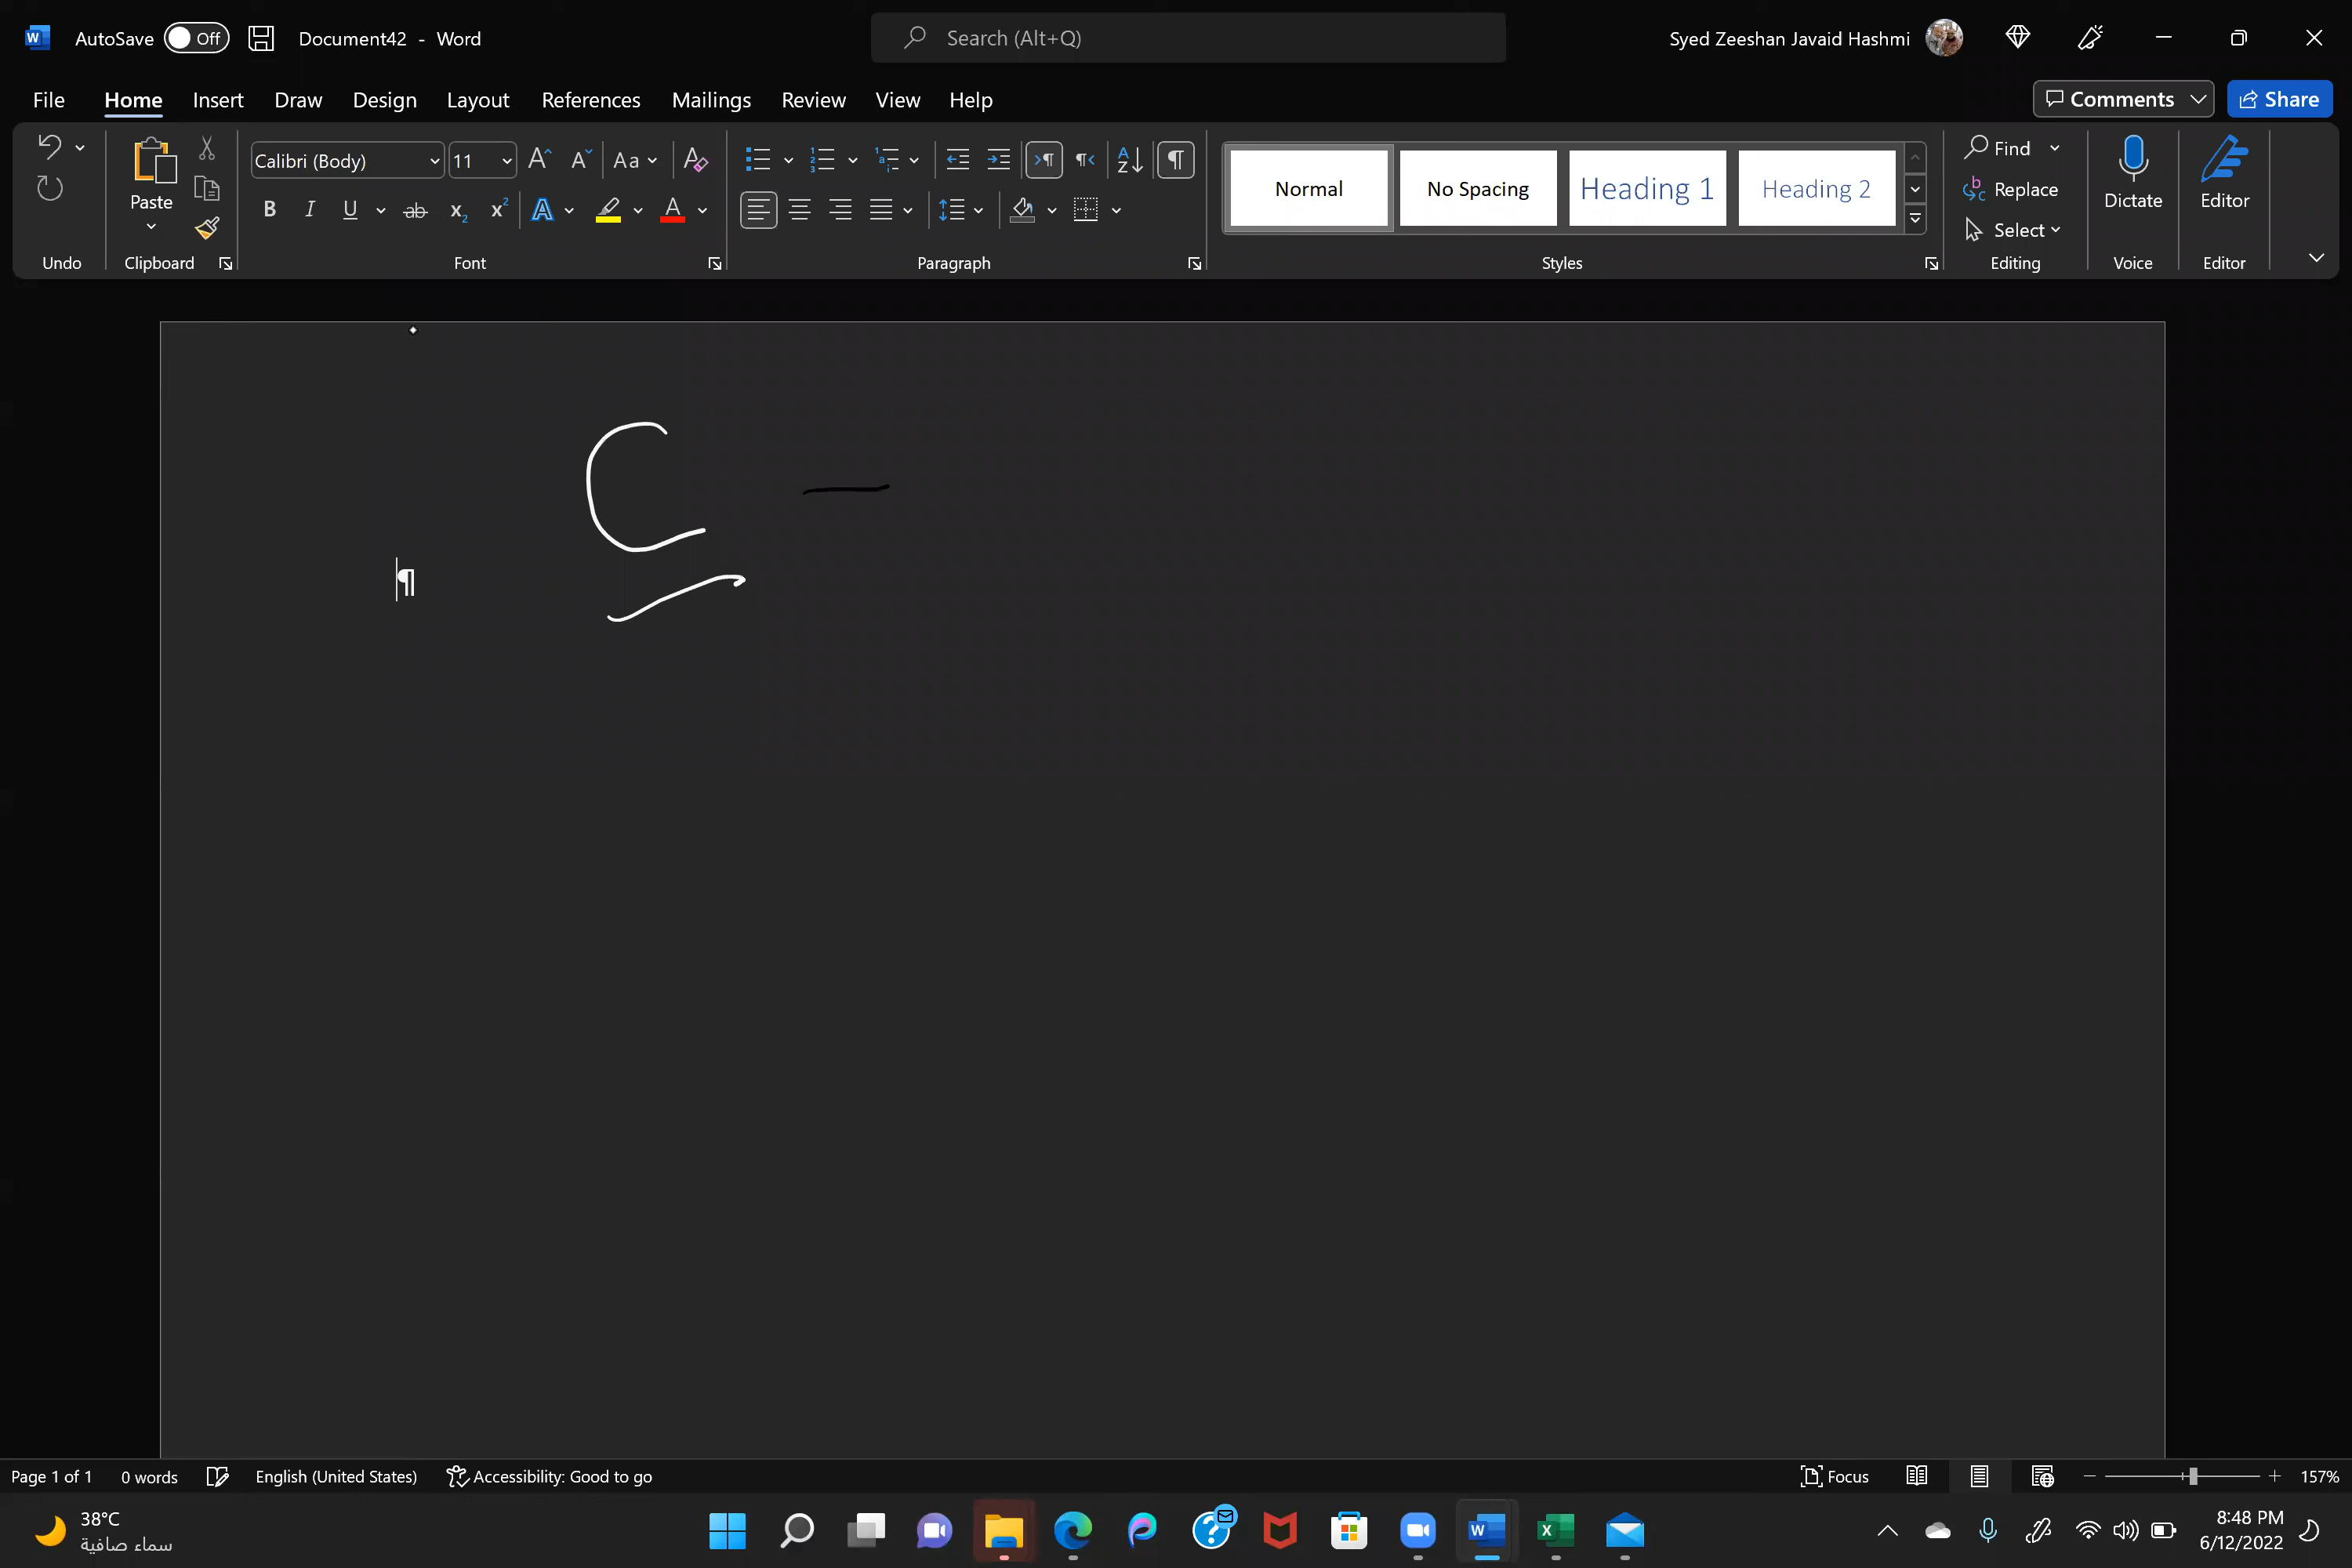 AutoSave Off Document42 - Word Search (Alt+Q) Syed Zeeshan Javaid Hashmi
File Home Insert Draw Design Layout References Mailings Review View Help Comments Share
Calibri (Body) 11 Aa
Normal No Spacing Heading 1 Heading 2
Find
Replace
Select
Paste
Dictate
Editor
Undo Clipboard Font Paragraph Styles Editing Voice Editor
C -
¶
Page 1 of 1 0 words English (United States) Accessibility: Good to go Focus 157%
38°C
سماء صافية
8:48 PM
6/12/2022